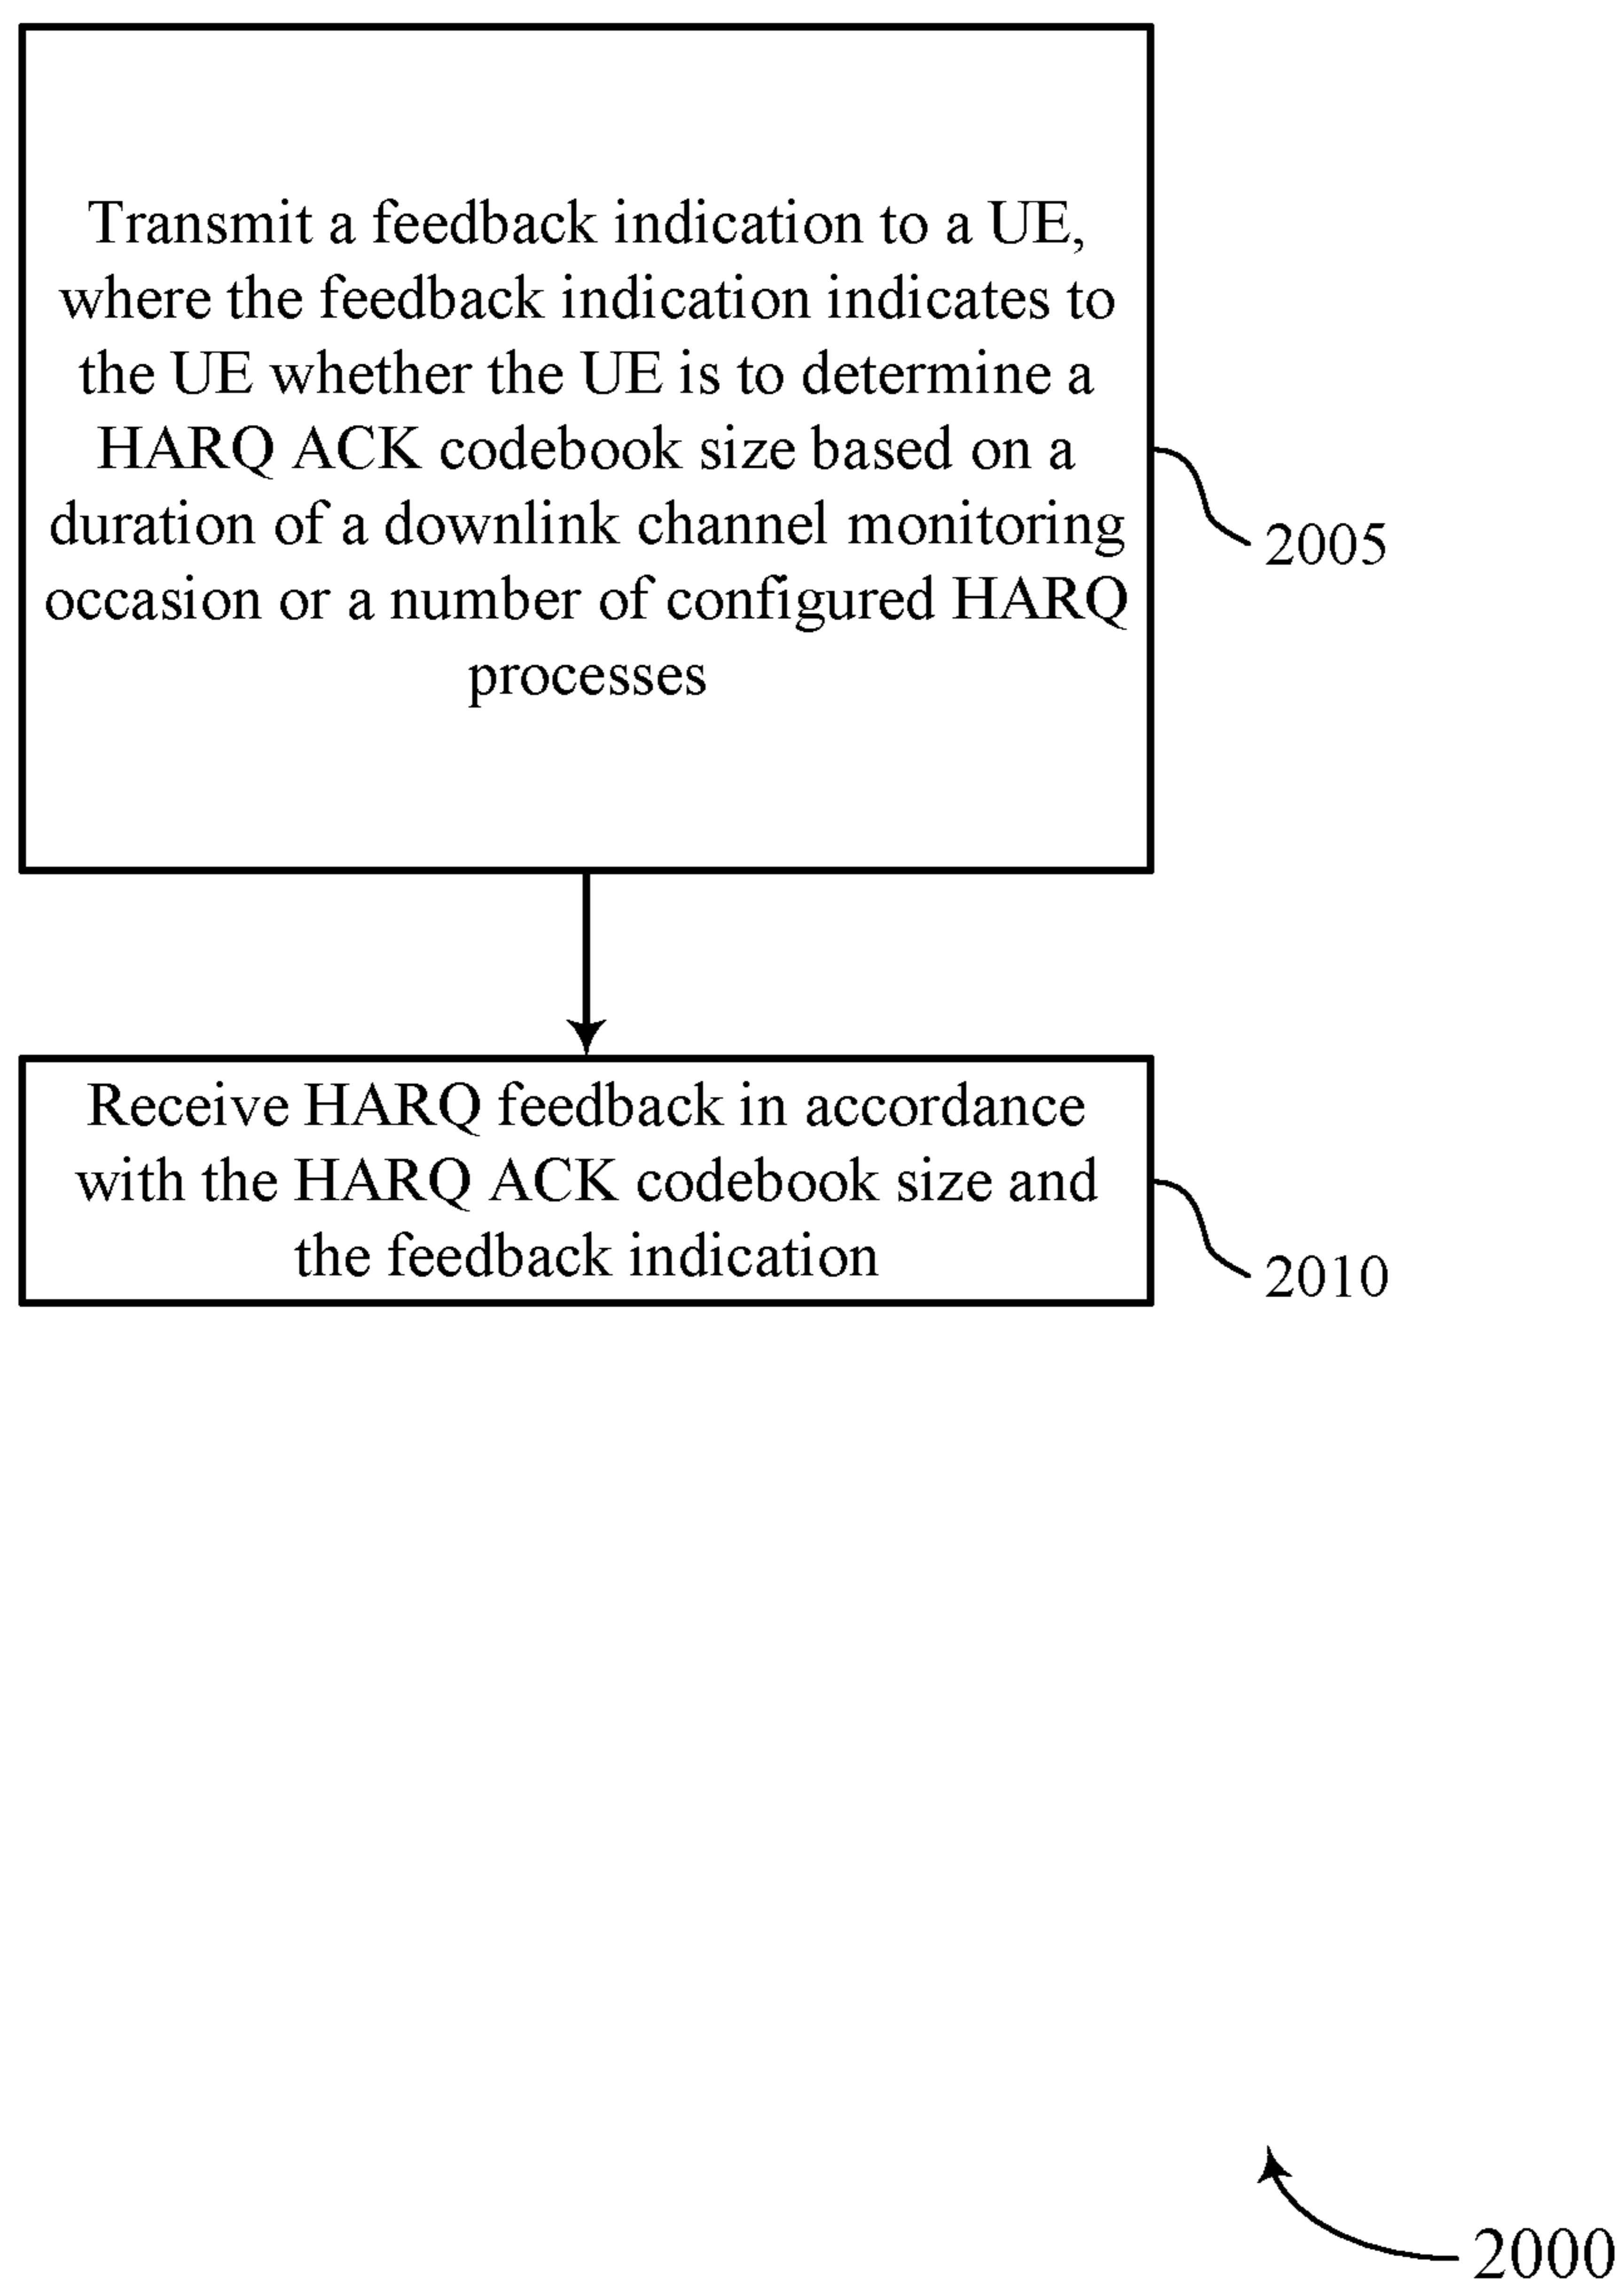 Transmit a feedback indication to a UE,
where the feedback indication indicates to
the UE whether the UE is to determine a
HARQ ACK codebook size based on a
duration of a downlink channel monitoring
occasion or a number of configured HARQ
processes
2005
Receive HARQ feedback in accordance
with the HARQ ACK codebook size and
the feedback indication
2010
2000